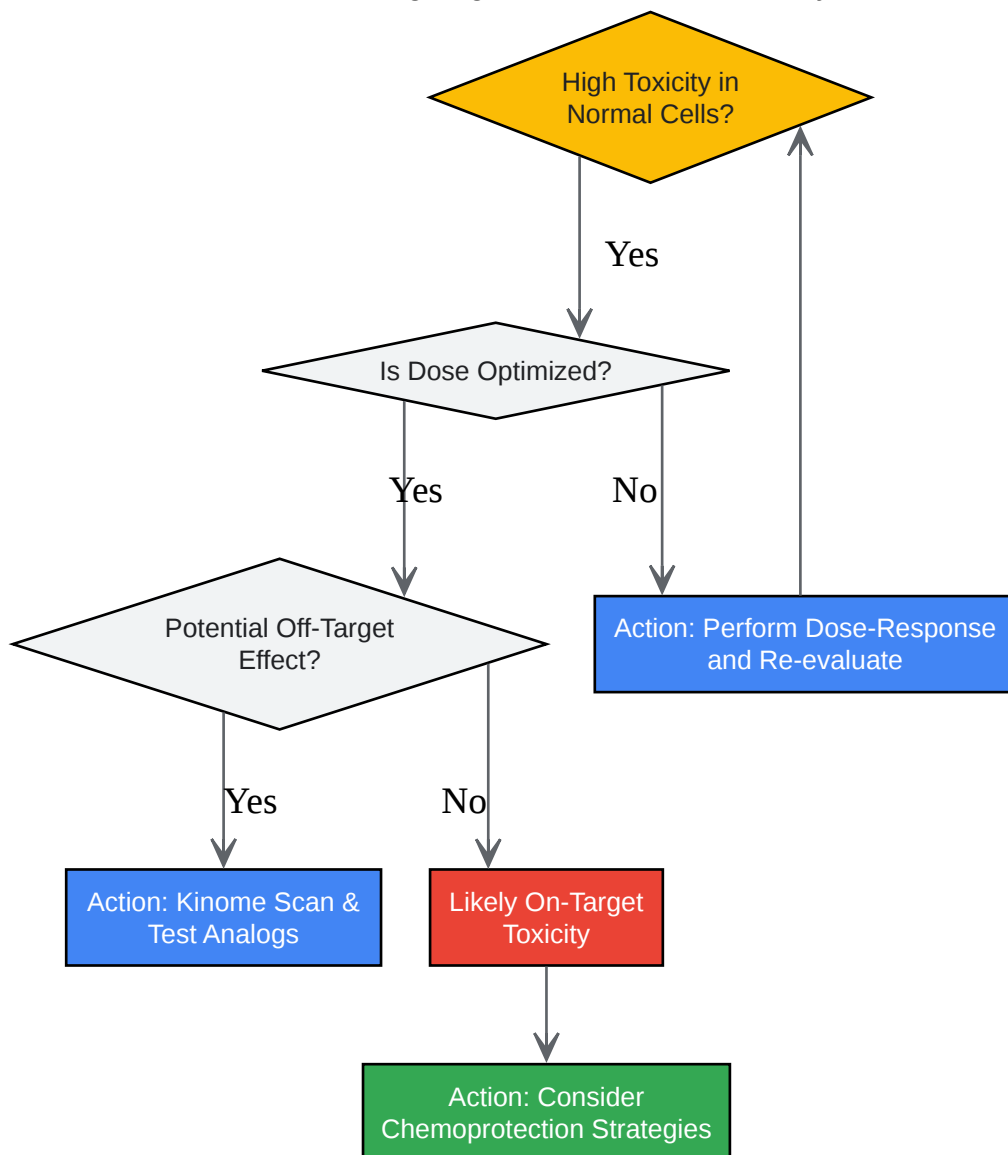 High Toxicity in
Normal Cells?
Yes
Is Dose Optimized?
Yes
No
Potential Off-Target
Effect?
Action: Perform Dose-Response
and Re-evaluate
Yes
No
Action: Kinome Scan &
Test Analogs
Likely On-Target
Toxicity
Action: Consider
Chemoprotection Strategies